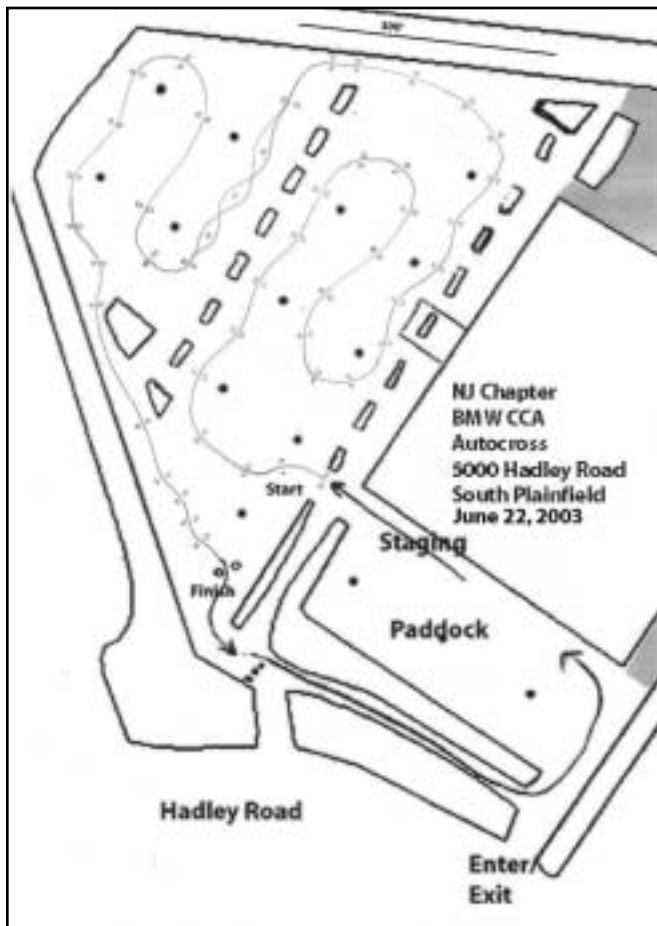 NJ Chapter
BMW CCA
Autocross
5000 Hadley Road
South Plainfield
June 22, 2003
Start
Staging
Finish
Paddock
Hadley Road
Enter/
Exit